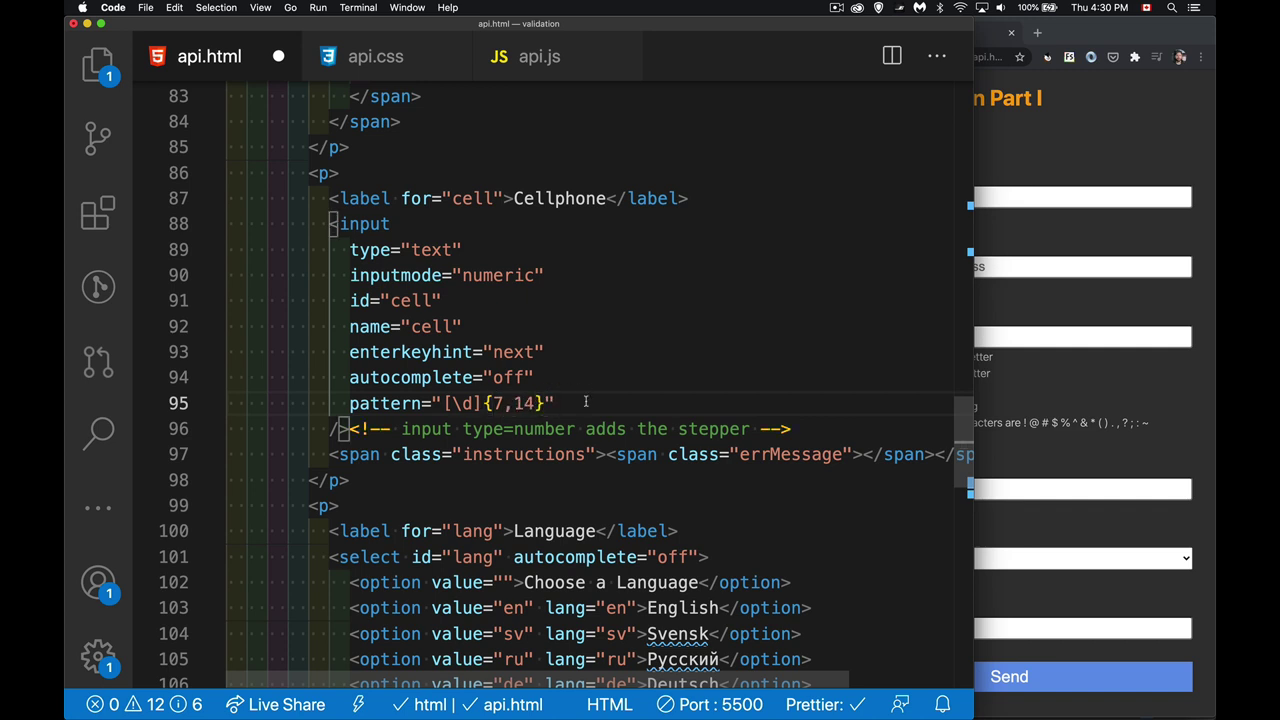 Code File Edit Selection View Go Run Terminal Window Help 100% Thu 4:30 PM
api.html — validation
api.html api.css JS api.js
83 </span>
84 </span>
85 </p>
86 <p>
87 <label for="cell">Cellphone</label>
88 <input
89 type="text"
90 inputmode="numeric"
91 id="cell"
92 name="cell"
93 enterkeyhint="next"
94 autocomplete="off"
95 pattern="[\d]{7,14}"
96 /><!-- input type=number adds the stepper -->
97 <span class="instructions"><span class="errMessage"></span></sp
98 </p>
99 <p>
100 <label for="lang">Language</label>
101 <select id="lang" autocomplete="off">
102 <option value="">Choose a Language</option>
103 <option value="en" lang="en">English</option>
104 <option value="sv" lang="sv">Svensk</option>
105 <option value="ru" lang="ru">Русский</option>
106 <option value="de" lang="de">Deutsch</option>
1
1
1
0 12 6 Live Share html api.html HTML Port : 5500 Prettier:
api.h...
n Part I
ss
etter
tter
g
acters are ! @ # $ % ^ & * ( ) . , ? ; : ~
Send